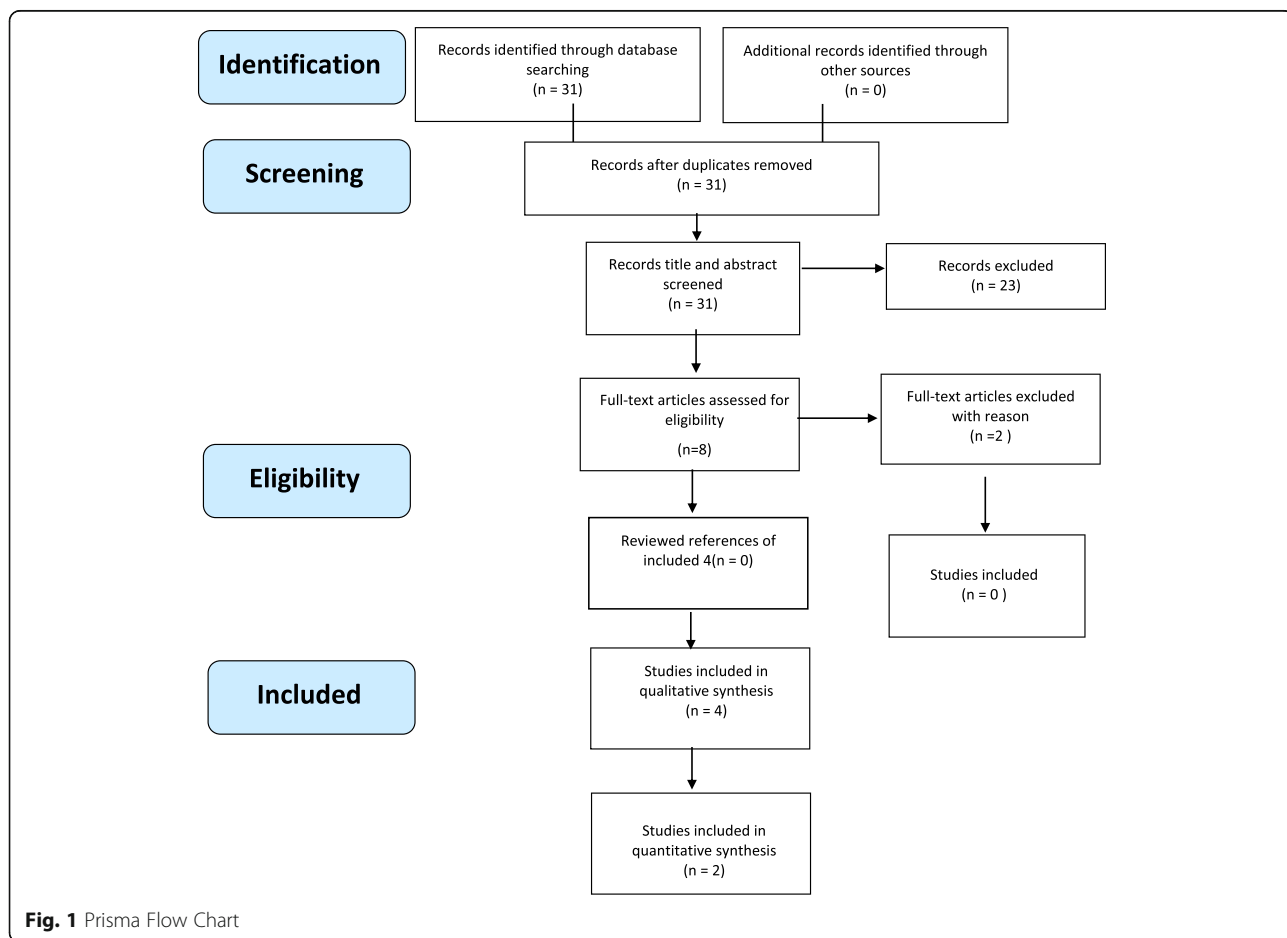 Identification
Records identified through database
searching
(n = 31)
Additional records identified through
other sources
(n = 0)
Screening
Records after duplicates removed
(n = 31)
Records title and abstract
screened
(n = 31)
Records excluded
(n = 23)
Full-text articles assessed for
eligibility
(n=8)
Full-text articles excluded
with reason
(n =2 )
Eligibility
Reviewed references of
included 4(n = 0)
Studies included
(n = 0 )
Included
Studies included in
qualitative synthesis
(n = 4)
Studies included in
quantitative synthesis
(n = 2)
Fig. 1 Prisma Flow Chart